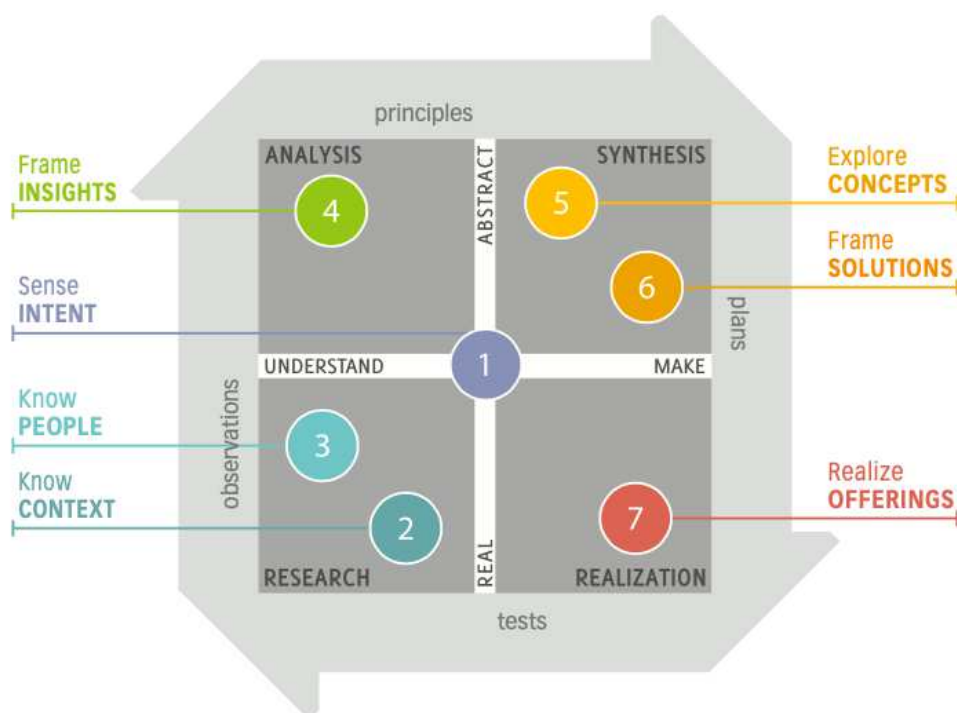 principles
ANALYSIS
SYNTHESIS
ABSTRACT
Frame
INSIGHTS
4
5
Explore
CONCEPTS
Sense
INTENT
6
Frame
SOLUTIONS
plans
UNDERSTAND
1
MAKE
observations
Know
PEOPLE
3
Know
CONTEXT
2
7
Realize
OFFERINGS
REAL
RESEARCH
REALIZATION
tests